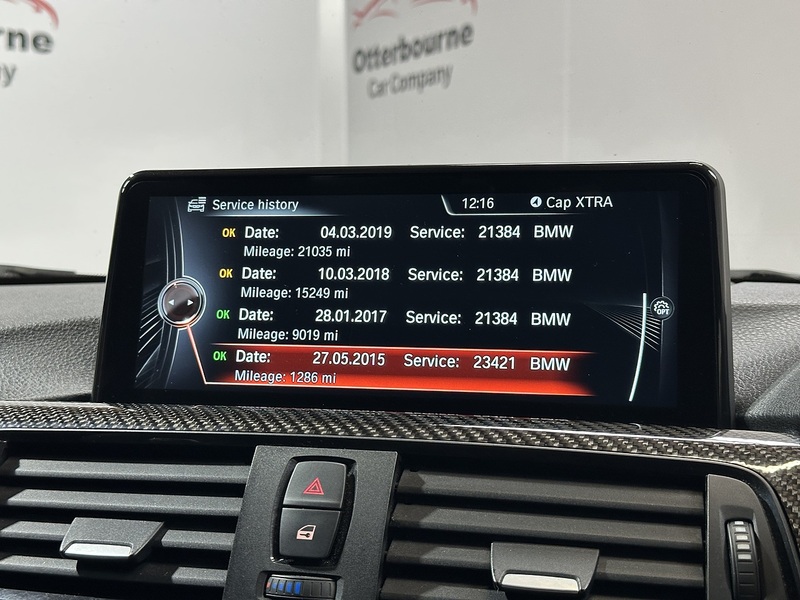 rne
y
Otterbourne
Car Company
Service history 12:16 Cap XTRA
OK Date: 04.03.2019 Service: 21384 BMW
Mileage: 21035 mi
OK Date: 10.03.2018 Service: 21384 BMW
Mileage: 15249 mi
OK Date: 28.01.2017 Service: 21384 BMW
Mileage: 9019 mi
OK Date: 27.05.2015 Service: 23421 BMW
Mileage: 1286 mi
OPT